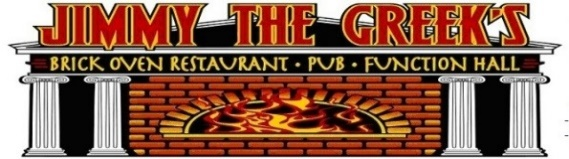 JIMMY THE GREEK'S
BRICK OVEN RESTAURANT · PUB · FUNCTION HALL